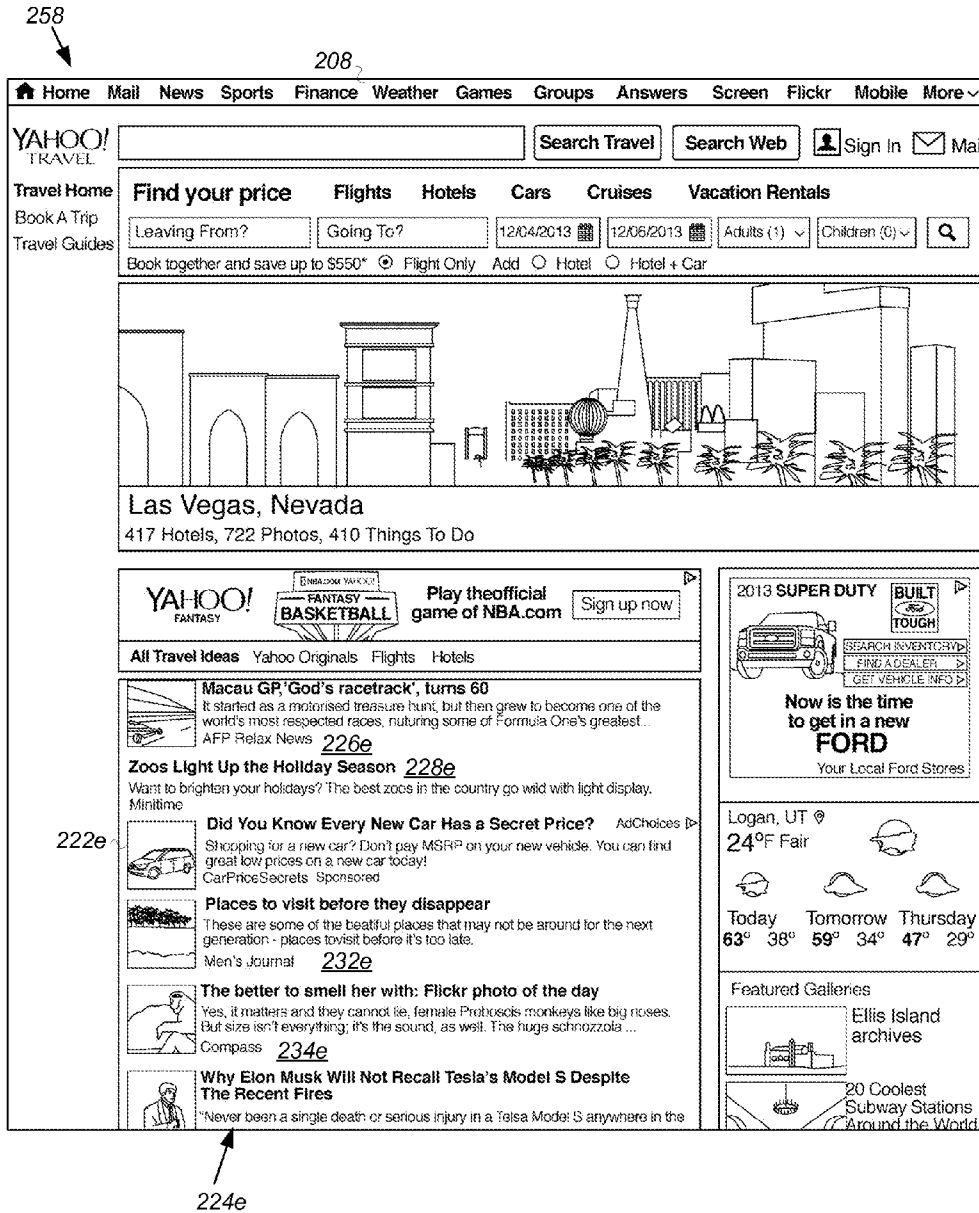 258
208
Home Mail News Sports Finance Weather Games Groups Answers Screen Flickr Mobile More
YAHOO!
TRAVEL
Search Travel Search Web Sign In Mai
Travel Home
Book A Trip
Travel Guides
Find your price Flights Hotels Cars Cruises Vacation Rentals
Leaving From? Going To? 12/04/2013 12/06/2013 Adults (1) Children (0)
Book together and save up to $550* Flight Only Add Hotel Hotel + Car
Las Vegas, Nevada
417 Hotels, 722 Photos, 410 Things To Do
YAHOO!
FANTASY
NBA.COM YAHOO!
FANTASY
BASKETBALL
Play theofficial
game of NBA.com
Sign up now
All Travel Ideas Yahoo Originals Flights Hotels
Macau GP,'God's racetrack', turns 60
It started as a motorised treasure hunt, but then grew to become one of the
world's most respected races, nuturing some of Formula One's greatest...
AFP Relax News 226e
Zoos Light Up the Holiday Season 228e
Want to brighten your holidays? The best zoos in the country go wild with light display.
Minitime
222e
Did You Know Every New Car Has a Secret Price? AdChoices
Shopping for a new car? Don't pay MSRP on your new vehicle. You can find
great low prices on a new car today!
CarPriceSecrets Sponsored
Places to visit before they disappear
These are some of the beatiful places that may not be around for the next
generation - places tovisit before it's too late.
Men's Journal 232e
The better to smell her with: Flickr photo of the day
Yes, it matters and they cannot lie, female Proboscis monkeys like big noses.
But size isn't everything; it's the sound, as well. The huge schnozzola ...
Compass 234e
Why Elon Musk Will Not Recall Tesla's Model S Despite
The Recent Fires
"Never been a single death or serious injury in a Telsa Model S anywhere in the
224e
2013 SUPER DUTY
BUILT
Ford
TOUGH
SEARCH INVENTORY
FIND A DEALER
GET VEHICLE INFO
Now is the time
to get in a new
FORD
Your Local Ford Stores
Logan, UT
24°F Fair
Today Tomorrow Thursday
63° 38° 59° 34° 47° 29°
Featured Galleries
Ellis Island
archives
20 Coolest
Subway Stations
Around the World